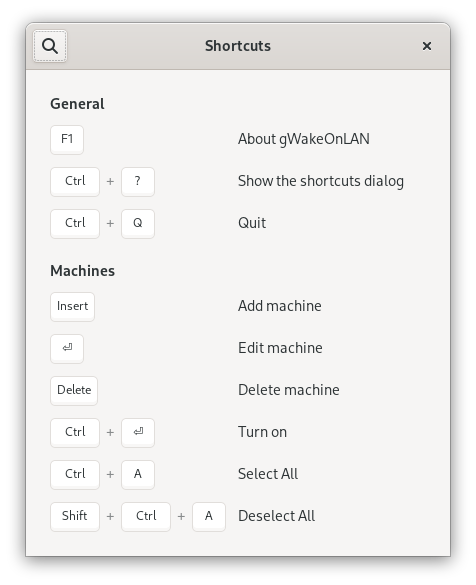 Shortcuts
General
F1 About gWakeOnLAN
Ctrl + ? Show the shortcuts dialog
Ctrl + Q Quit
Machines
Insert Add machine
⏎ Edit machine
Delete Delete machine
Ctrl + ⏎ Turn on
Ctrl + A Select All
Shift + Ctrl + A Deselect All